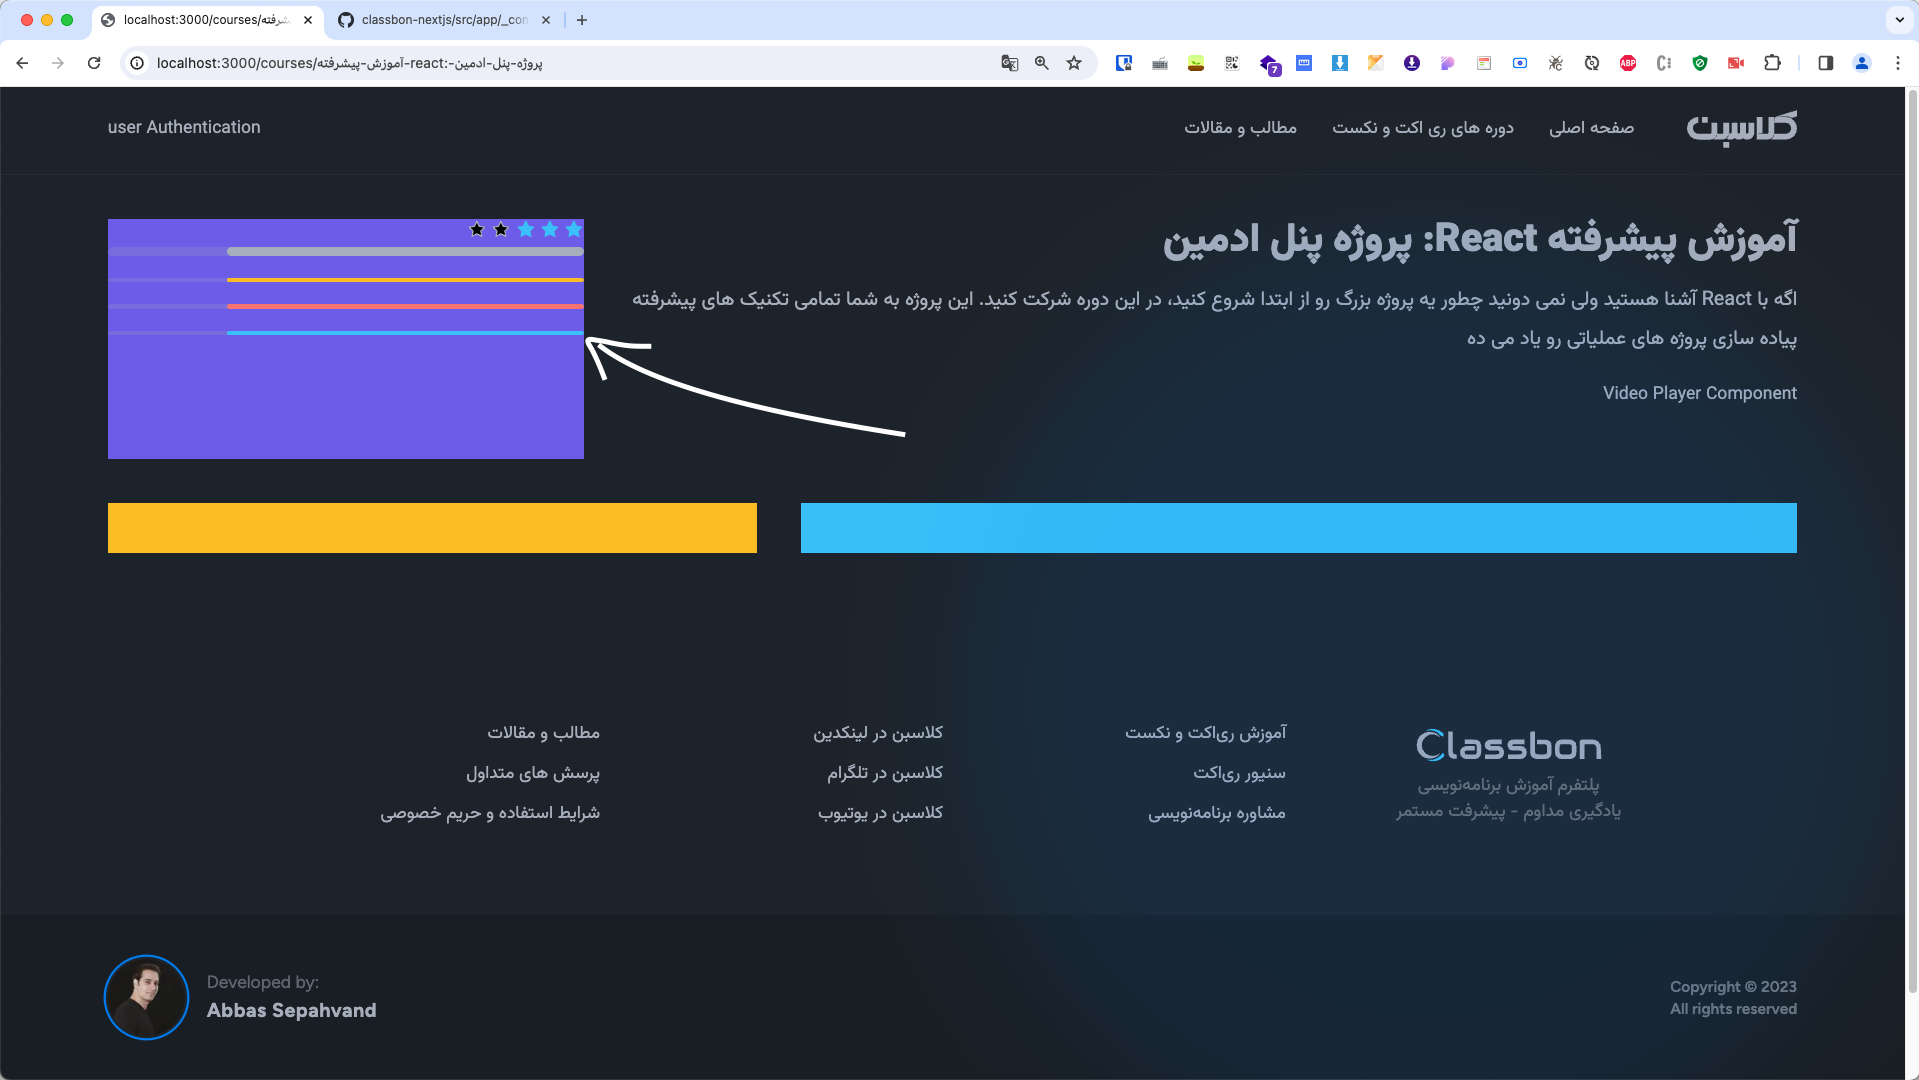 localhost:3000/courses/پیشرفته
classbon-nextjs/src/app/_con
localhost:3000/courses/آموزش-پیشرفته-react:-پروژه-پنل-ادمین
7
ABP
کلاسبن
صفحه اصلی
دوره های ری اکت و نکست
مطالب و مقالات
user Authentication
آموزش پیشرفته React: پروژه پنل ادمین
اگه با React آشنا هستید ولی نمی دونید چطور یه پروژه بزرگ رو از ابتدا شروع کنید، در این دوره شرکت کنید. این پروژه به شما تمامی تکنیک های پیشرفته
پیاده سازی پروژه های عملیاتی رو یاد می ده
Video Player Component
Classbon
پلتفرم آموزش برنامه‌نویسی
یادگیری مداوم - پیشرفت مستمر
آموزش ری‌اکت و نکست
سنیور ری‌اکت
مشاوره برنامه‌نویسی
کلاسبن در لینکدین
کلاسبن در تلگرام
کلاسبن در یوتیوب
مطالب و مقالات
پرسش های متداول
شرایط استفاده و حریم خصوصی
Developed by:
Abbas Sepahvand
Copyright © 2023
All rights reserved